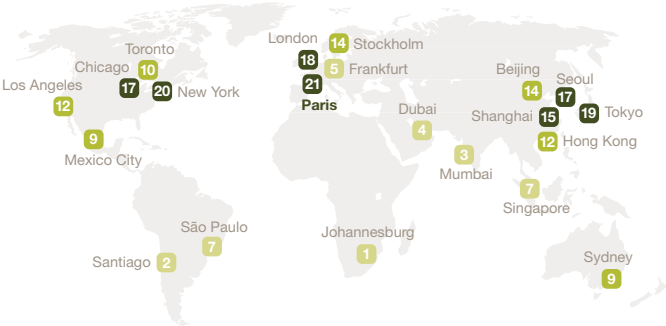 London
14 Stockholm
Toronto
18
Chicago
10
5 Frankfurt
Beijing
Seoul
Los Angeles
17
20 New York
21
14
17
12
Paris
Dubai
Shanghai
15
19 Tokyo
9
4
12 Hong Kong
Mexico City
3
Mumbai
7
Singapore
São Paulo
7
Johannesburg
1
Santiago 2
Sydney
9